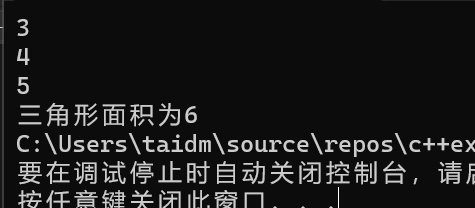 3
4
5
三角形面积为6
C:\Users\taidm\source\repos\c++ex
要在调试停止时自动关闭控制台，请
按任意键关闭此窗口. . .